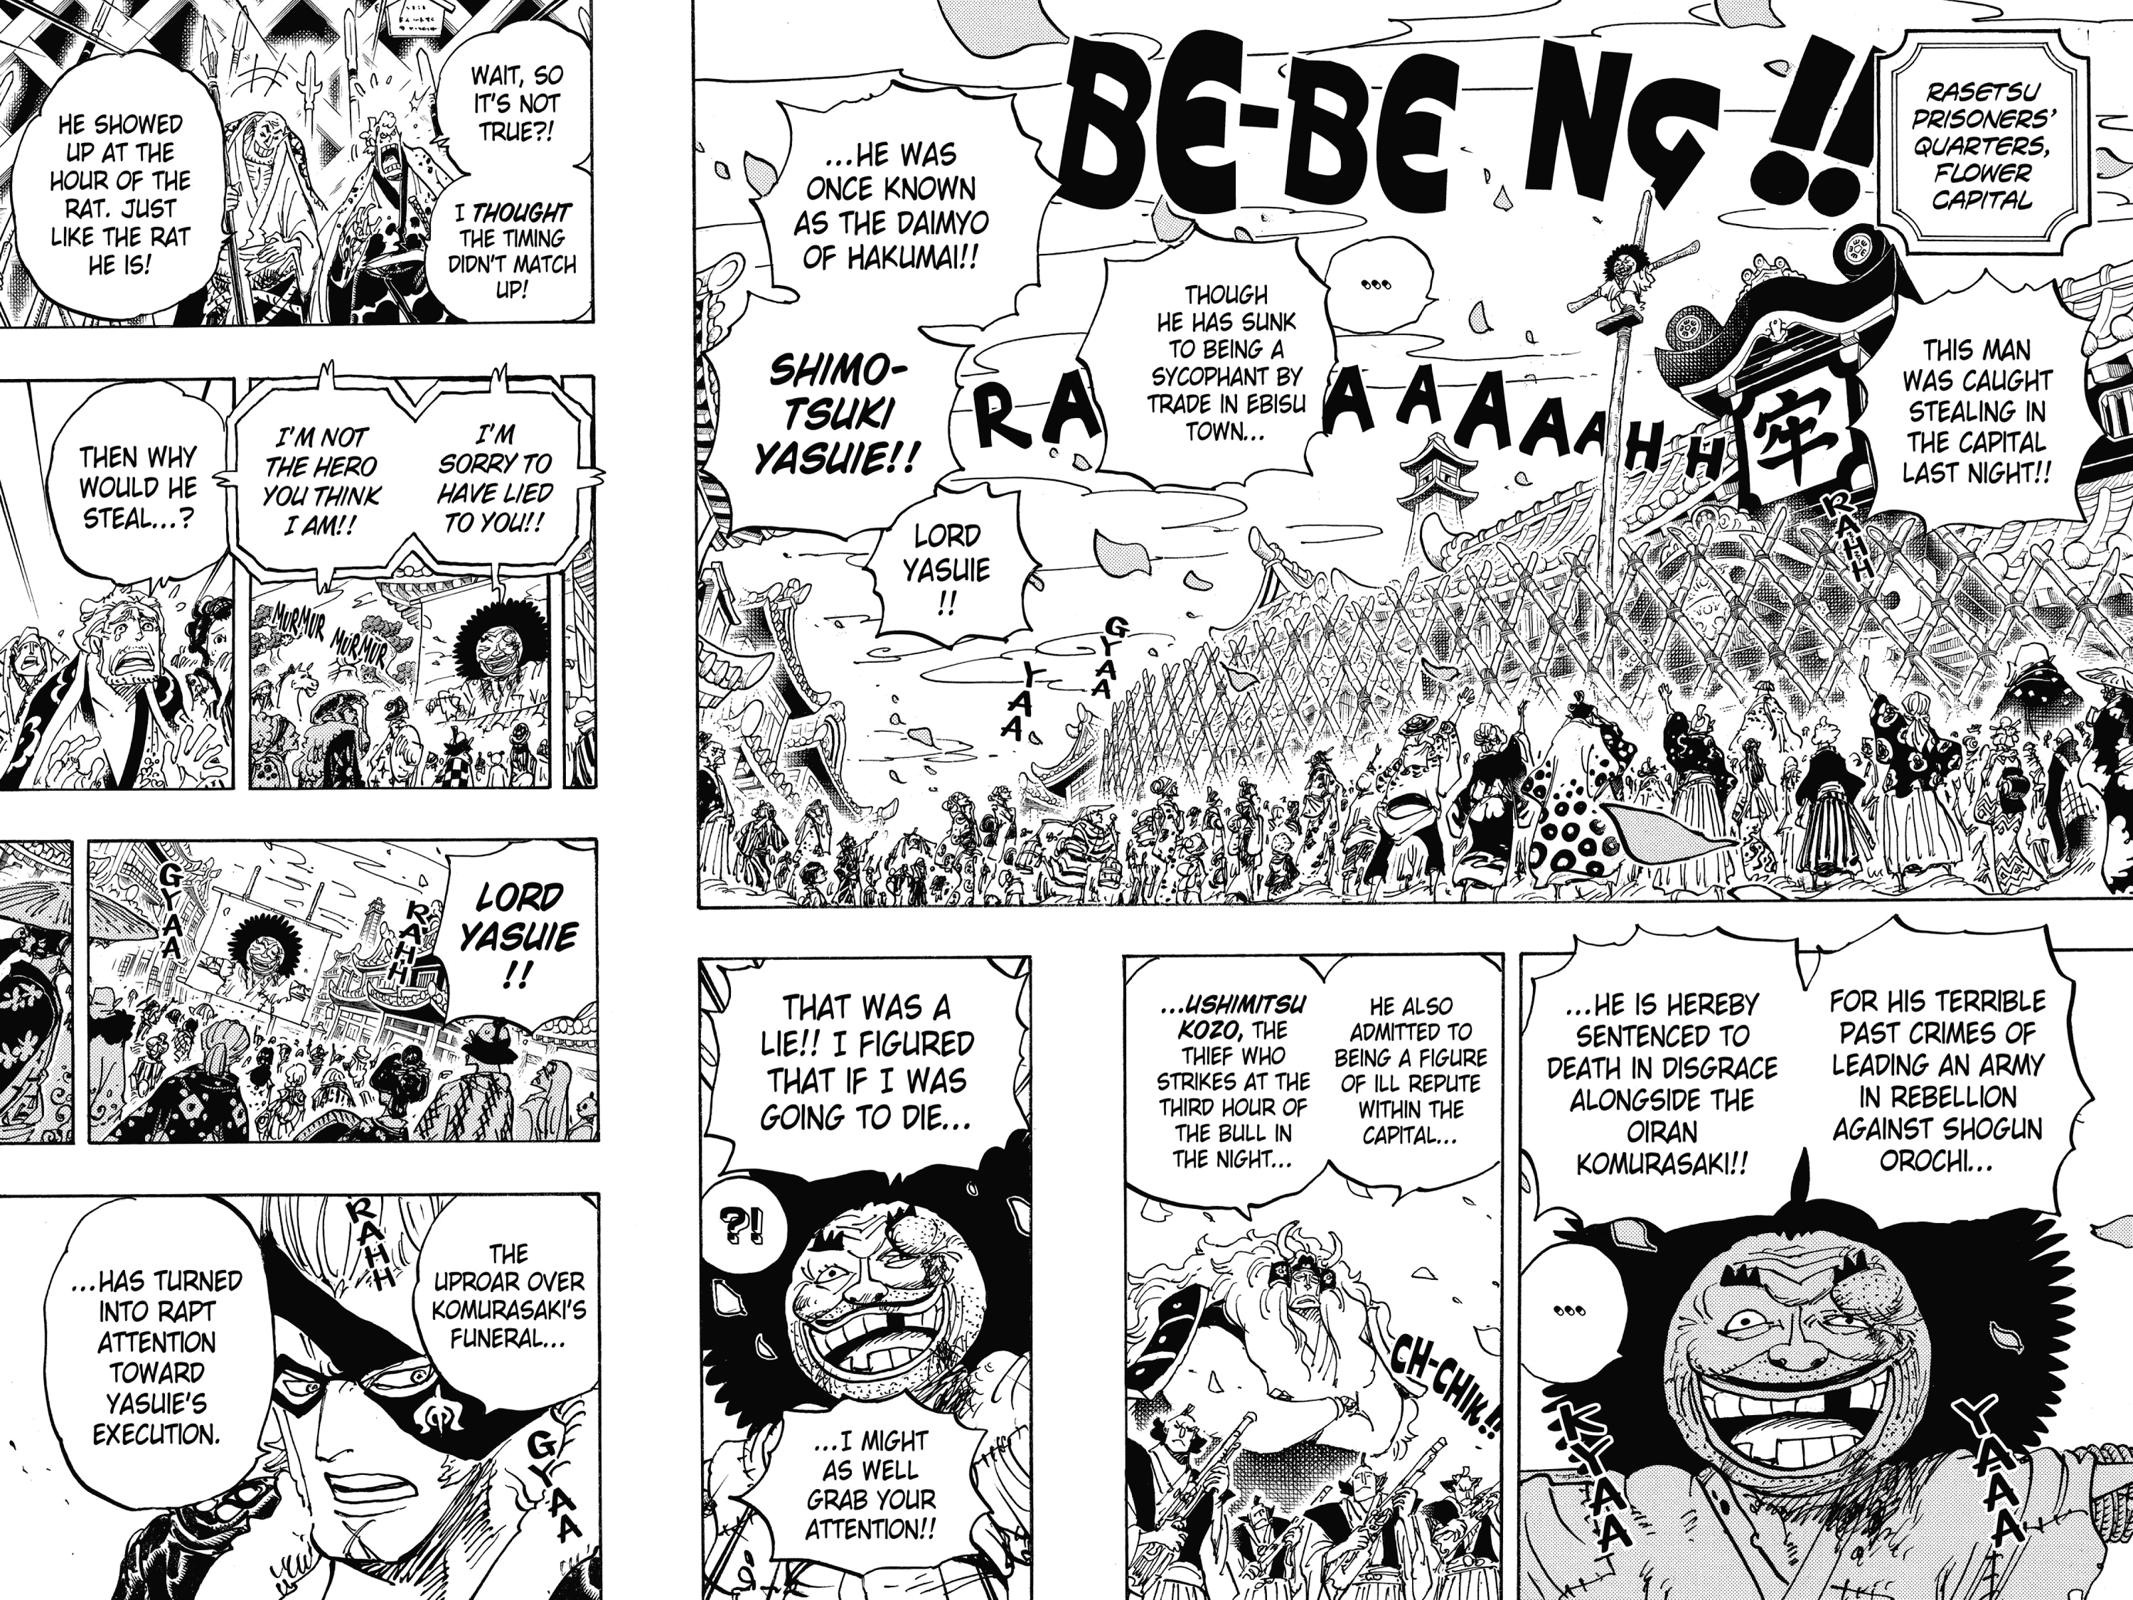 RASETSU
PRISONERS'
QUARTERS,
FLOWER
CAPITAL
BE-BENG!!
THIS MAN
WAS CAUGHT
STEALING IN
THE CAPITAL
LAST NIGHT!!
牢
RAHH
...
RAAAAAAAHHH
THOUGH
HE HAS SUNK
TO BEING A
SYCOPHANT BY
TRADE IN EBISU
TOWN...
...HE WAS
ONCE KNOWN
AS THE DAIMYO
OF HAKUMAI!!
SHIMO-
TSUKI
YASUIE!!
LORD
YASUIE
!!
GYAA
YAA
FOR HIS TERRIBLE
PAST CRIMES OF
LEADING AN ARMY
IN REBELLION
AGAINST SHOGUN
OROCHI...
...HE IS HEREBY
SENTENCED TO
DEATH IN DISGRACE
ALONGSIDE THE
OIRAN
KOMURASAKI!!
...
YAAA
KYAA
HE ALSO
ADMITTED TO
BEING A FIGURE
OF ILL REPUTE
WITHIN THE
CAPITAL...
...USHIMITSU
KOZO, THE
THIEF WHO
STRIKES AT THE
THIRD HOUR OF
THE BULL IN
THE NIGHT...
CH-CHIK!!
THAT WAS A
LIE!! I FIGURED
THAT IF I WAS
GOING TO DIE...
?!
...I MIGHT
AS WELL
GRAB YOUR
ATTENTION!!
WAIT, SO
IT'S NOT
TRUE?!
I THOUGHT
THE TIMING
DIDN'T MATCH
UP!
HE SHOWED
UP AT THE
HOUR OF THE
RAT. JUST
LIKE THE RAT
HE IS!
I'M
SORRY TO
HAVE LIED
TO YOU!!
I'M NOT
THE HERO
YOU THINK
I AM!!
MURMUR
MURMUR
THEN WHY
WOULD HE
STEAL...?
LORD
YASUIE
!!
RAHH
GYAA
THE
UPROAR OVER
KOMURASAKI'S
FUNERAL...
RAHH
...HAS TURNED
INTO RAPT
ATTENTION
TOWARD
YASUIE'S
EXECUTION.
GYAA